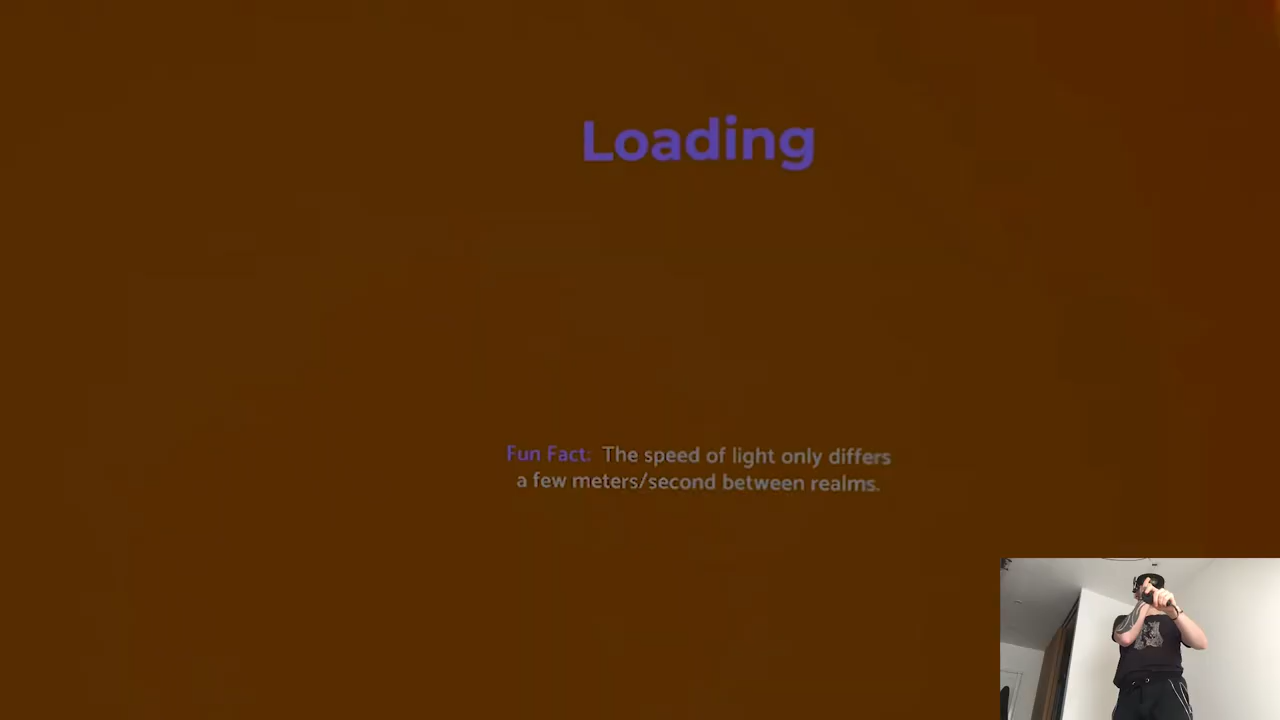 Loading
Fun Fact: The speed of light only differs
a few meters/second between realms.